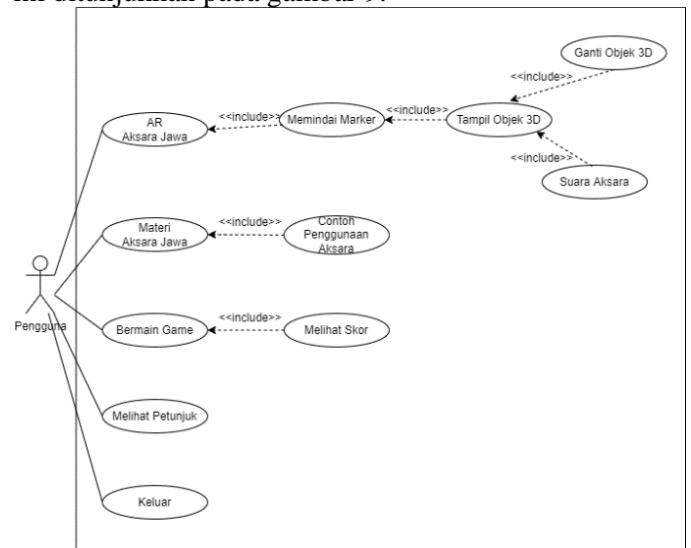 ini ditunjukkan pada gambar 9.
Ganti Objek 3D
<<include>>
AR
Aksara Jawa
<<include>>
Memindai Marker
<<include>>
Tampil Objek 3D
<<include>>
Suara Aksara
Materi
Aksara Jawa
<<include>>
Contoh
Penggunaan
Aksara
Pengguna
Bermain Game
<<include>>
Melihat Skor
Melihat Petunjuk
Keluar